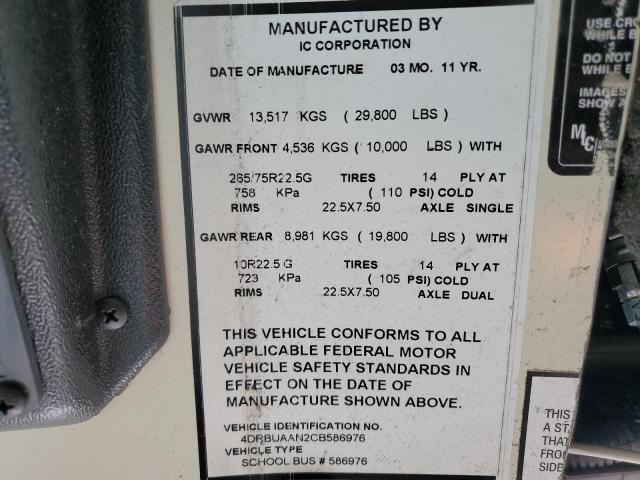 MANUFACTURED BY
IC CORPORATION
DATE OF MANUFACTURE 03 MO. 11 YR.
GVWR 13,517 KGS ( 29,800 LBS )
GAWR FRONT 4,536 KGS ( 10,000 LBS ) WITH
265/75R22.5G TIRES 14 PLY AT
758 KPa ( 110 PSI) COLD
RIMS 22.5X7.50 AXLE SINGLE
GAWR REAR 8,981 KGS ( 19,800 LBS ) WITH
10R22.5 G TIRES 14 PLY AT
723 KPa ( 105 PSI) COLD
RIMS 22.5X7.50 AXLE DUAL
THIS VEHICLE CONFORMS TO ALL
APPLICABLE FEDERAL MOTOR
VEHICLE SAFETY STANDARDS IN
EFFECT ON THE DATE OF
MANUFACTURE SHOWN ABOVE.
VEHICLE IDENTIFICATION NO.
4DRBUAAN2CB586976
VEHICLE TYPE
SCHOOL BUS # 586976
USE CRO
WHILE B
DO NOT
WHILE B
IMAGES
SHOW A
THIS
A STA
THAT
FROM
SIDE